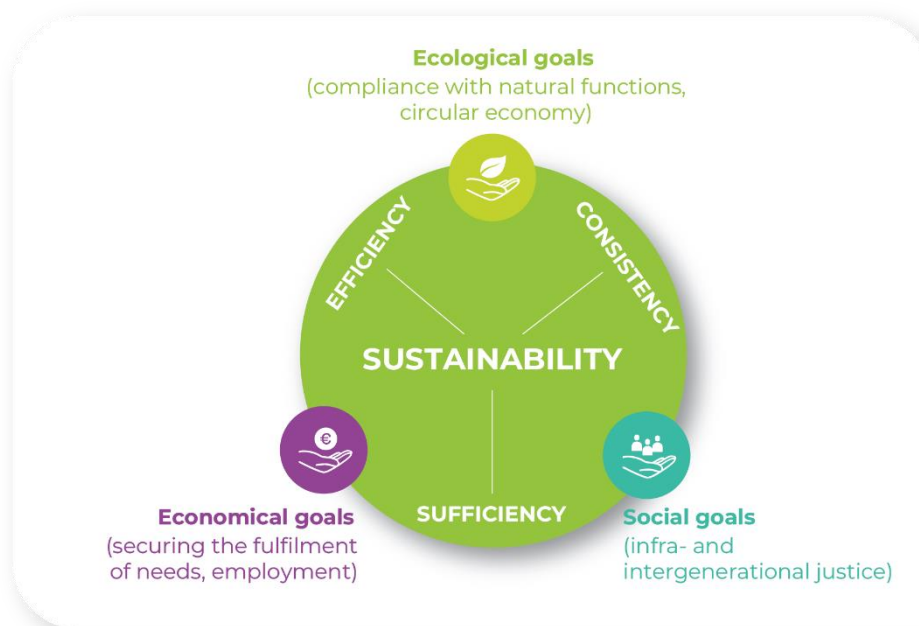 Ecological goals
(compliance with natural functions,
circular economy)
EFFICIENCY
CONSISTENCY
SUSTAINABILITY
€
SUFFICIENCY
Economical goals
(securing the fulfilment
of needs, employment)
Social goals
(infra- and
intergenerational justice)